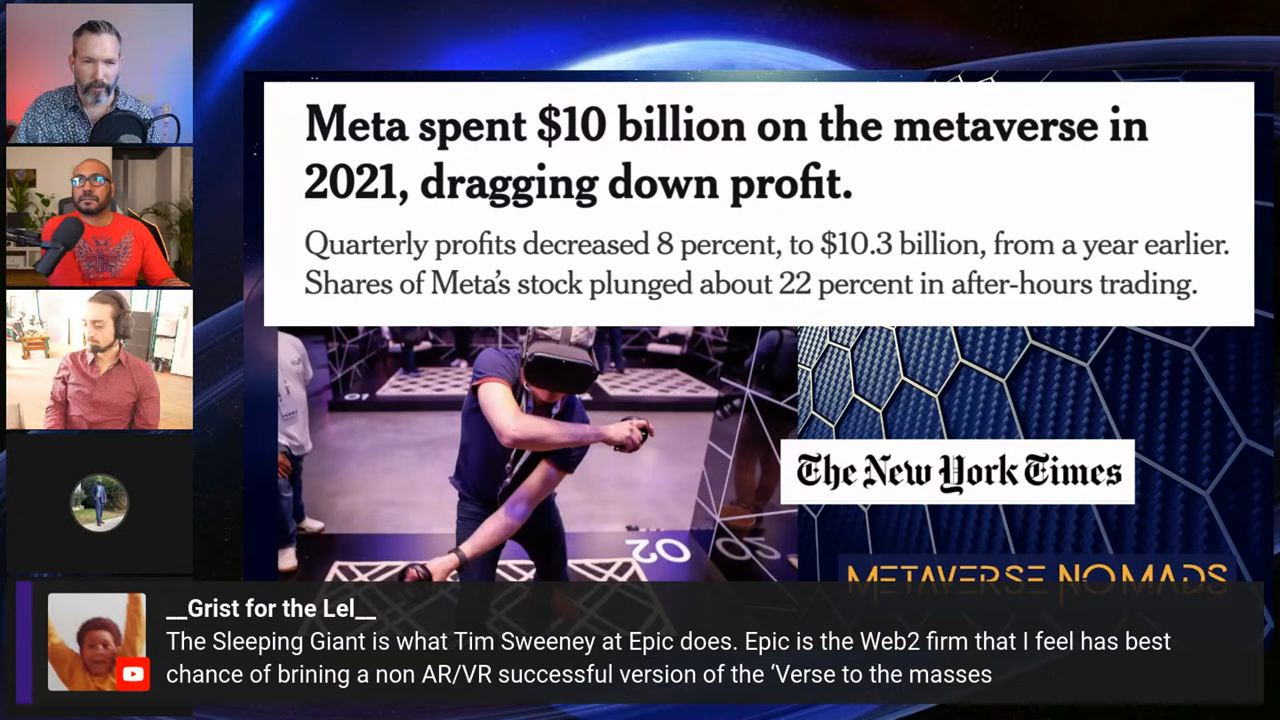 Meta spent $10 billion on the metaverse in
2021, dragging down profit.
Quarterly profits decreased 8 percent, to $10.3 billion, from a year earlier.
Shares of Meta's stock plunged about 22 percent in after-hours trading.
01
02
03
The New York Times
METAVERSE NOMADS
__Grist for the Lel__
The Sleeping Giant is what Tim Sweeney at Epic does. Epic is the Web2 firm that I feel has best
chance of brining a non AR/VR successful version of the ‘Verse to the masses